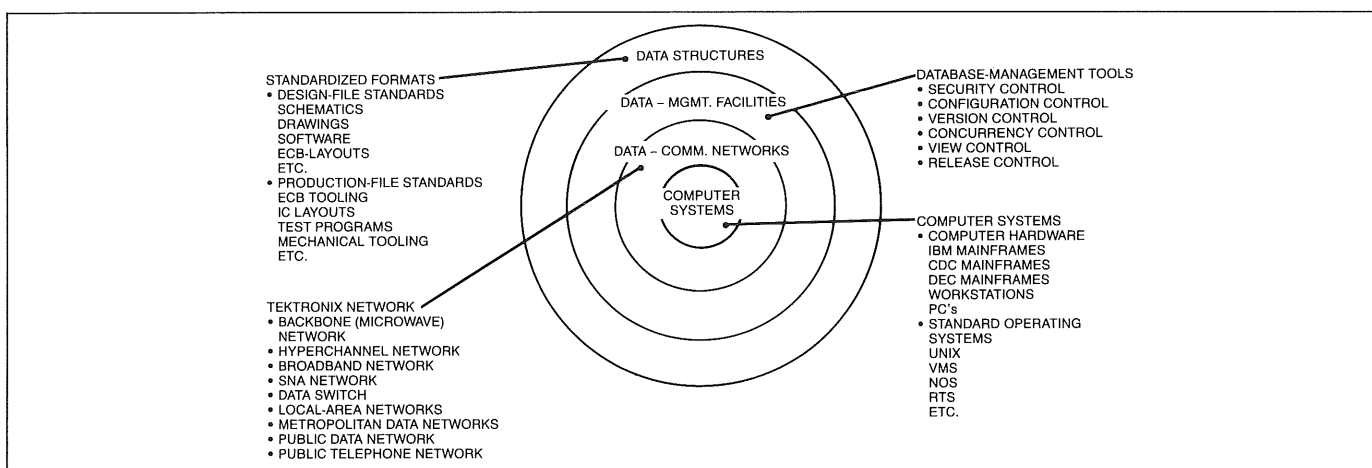 DATA STRUCTURES
DATA – MGMT. FACILITIES
DATA – COMM. NETWORKS
COMPUTER
SYSTEMS
STANDARDIZED FORMATS
• DESIGN-FILE STANDARDS
SCHEMATICS
DRAWINGS
SOFTWARE
ECB-LAYOUTS
ETC.
• PRODUCTION-FILE STANDARDS
ECB TOOLING
IC LAYOUTS
TEST PROGRAMS
MECHANICAL TOOLING
ETC.
TEKTRONIX NETWORK
• BACKBONE (MICROWAVE)
NETWORK
• HYPERCHANNEL NETWORK
• BROADBAND NETWORK
• SNA NETWORK
• DATA SWITCH
• LOCAL-AREA NETWORKS
• METROPOLITAN DATA NETWORKS
• PUBLIC DATA NETWORK
• PUBLIC TELEPHONE NETWORK
DATABASE-MANAGEMENT TOOLS
• SECURITY CONTROL
• CONFIGURATION CONTROL
• VERSION CONTROL
• CONCURRENCY CONTROL
• VIEW CONTROL
• RELEASE CONTROL
COMPUTER SYSTEMS
• COMPUTER HARDWARE
IBM MAINFRAMES
CDC MAINFRAMES
DEC MAINFRAMES
WORKSTATIONS
PC's
• STANDARD OPERATING
SYSTEMS
UNIX
VMS
NOS
RTS
ETC.